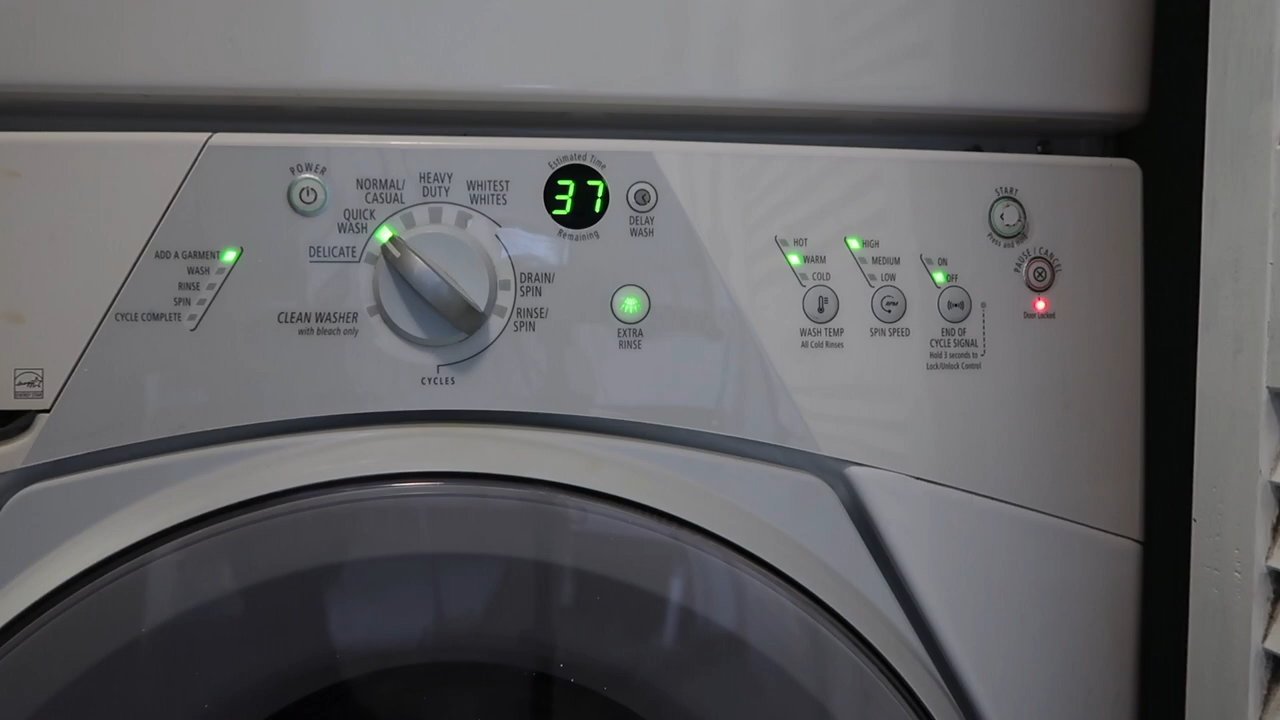 POWER
NORMAL/
CASUAL
HEAVY
DUTY
WHITEST
WHITES
QUICK
WASH
DELICATE
CLEAN WASHER
with bleach only
DRAIN/
SPIN
RINSE/
SPIN
CYCLES
ADD A GARMENT
WASH
RINSE
SPIN
CYCLE COMPLETE
ENERGY STAR
Estimated Time
37
Remaining
DELAY
WASH
EXTRA
RINSE
HOT
WARM
COLD
WASH TEMP
All Cold Rinses
HIGH
MEDIUM
LOW
RPM
SPIN SPEED
ON
OFF
END OF
CYCLE SIGNAL
Hold 3 seconds to
Lock/Unlock Control
START
Press and Hold
PAUSE / CANCEL
Door Locked